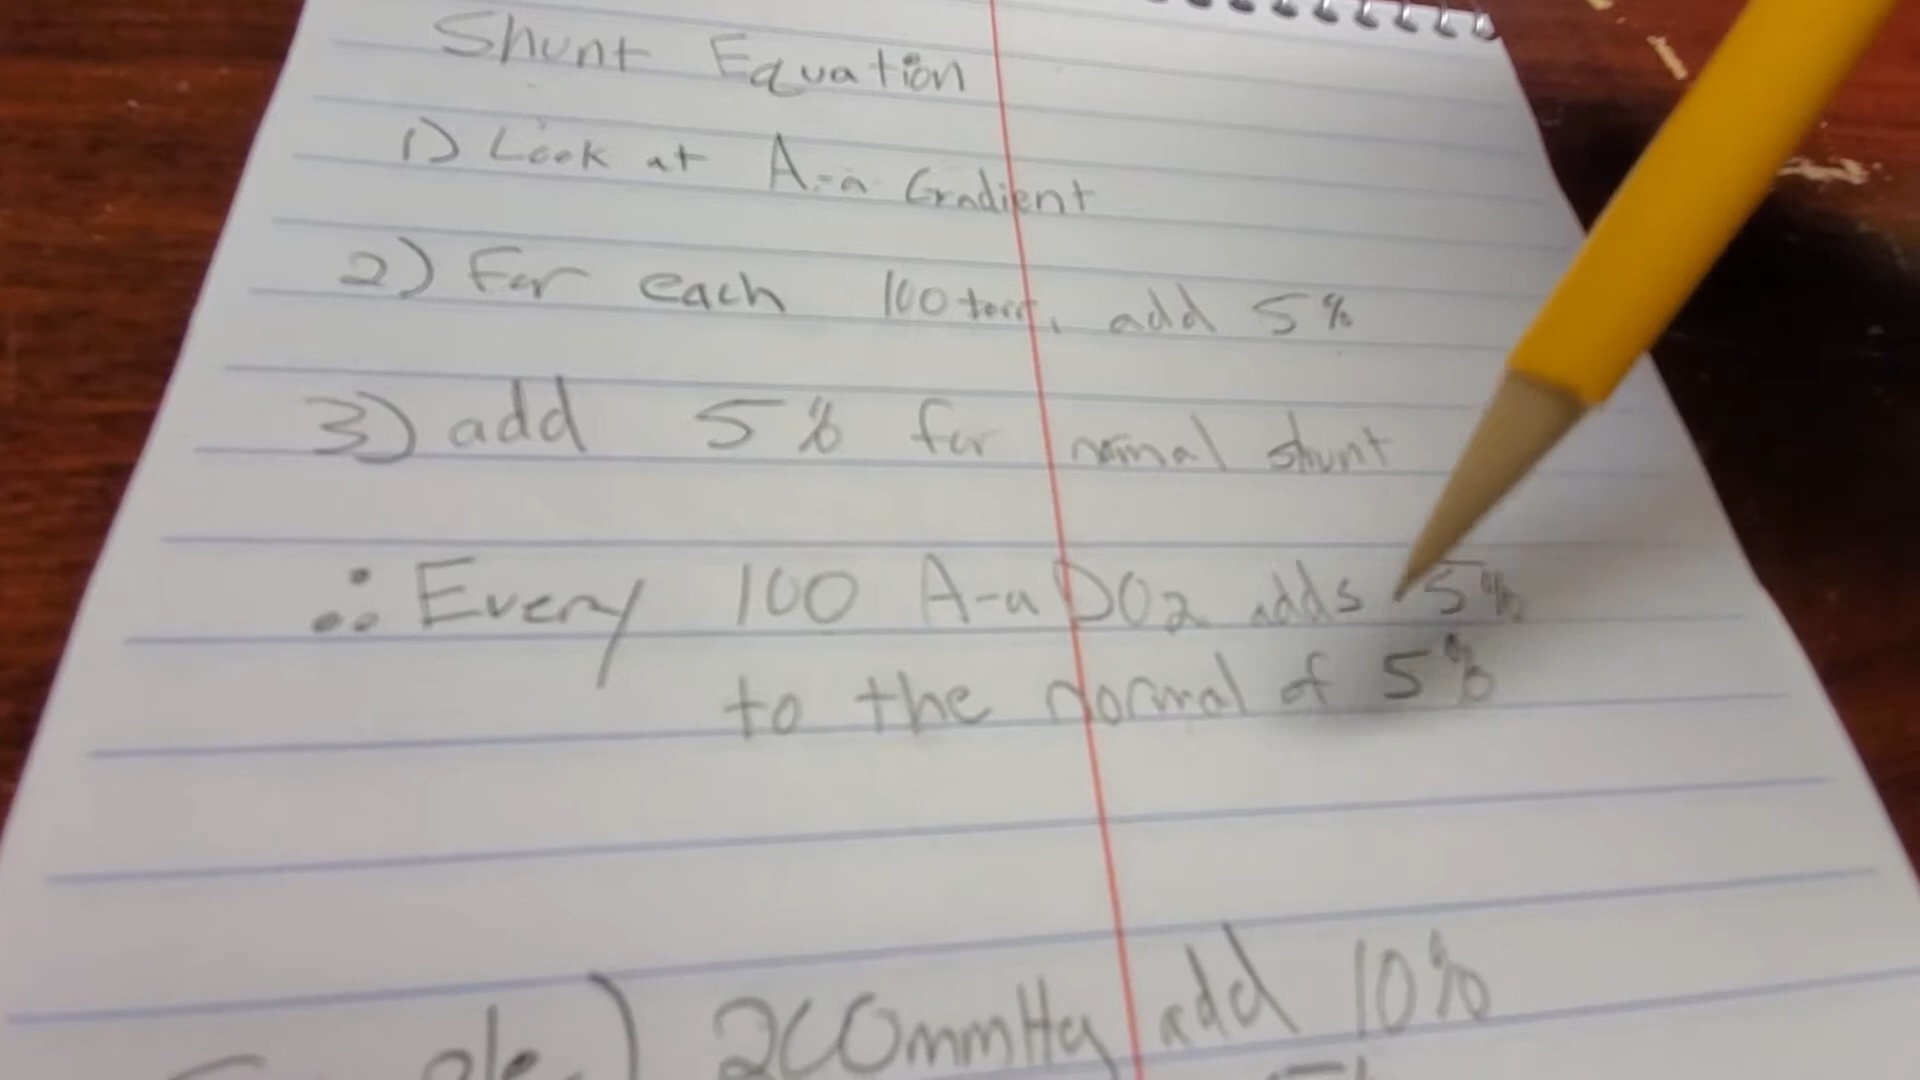 Shunt Equation
1) Look at A-a Gradient
2) For each 100 torr, add 5%
3) add 5% for normal shunt
∴ Every 100 A-a DO2 adds 5%
to the normal of 5%
200mmHg add 10%